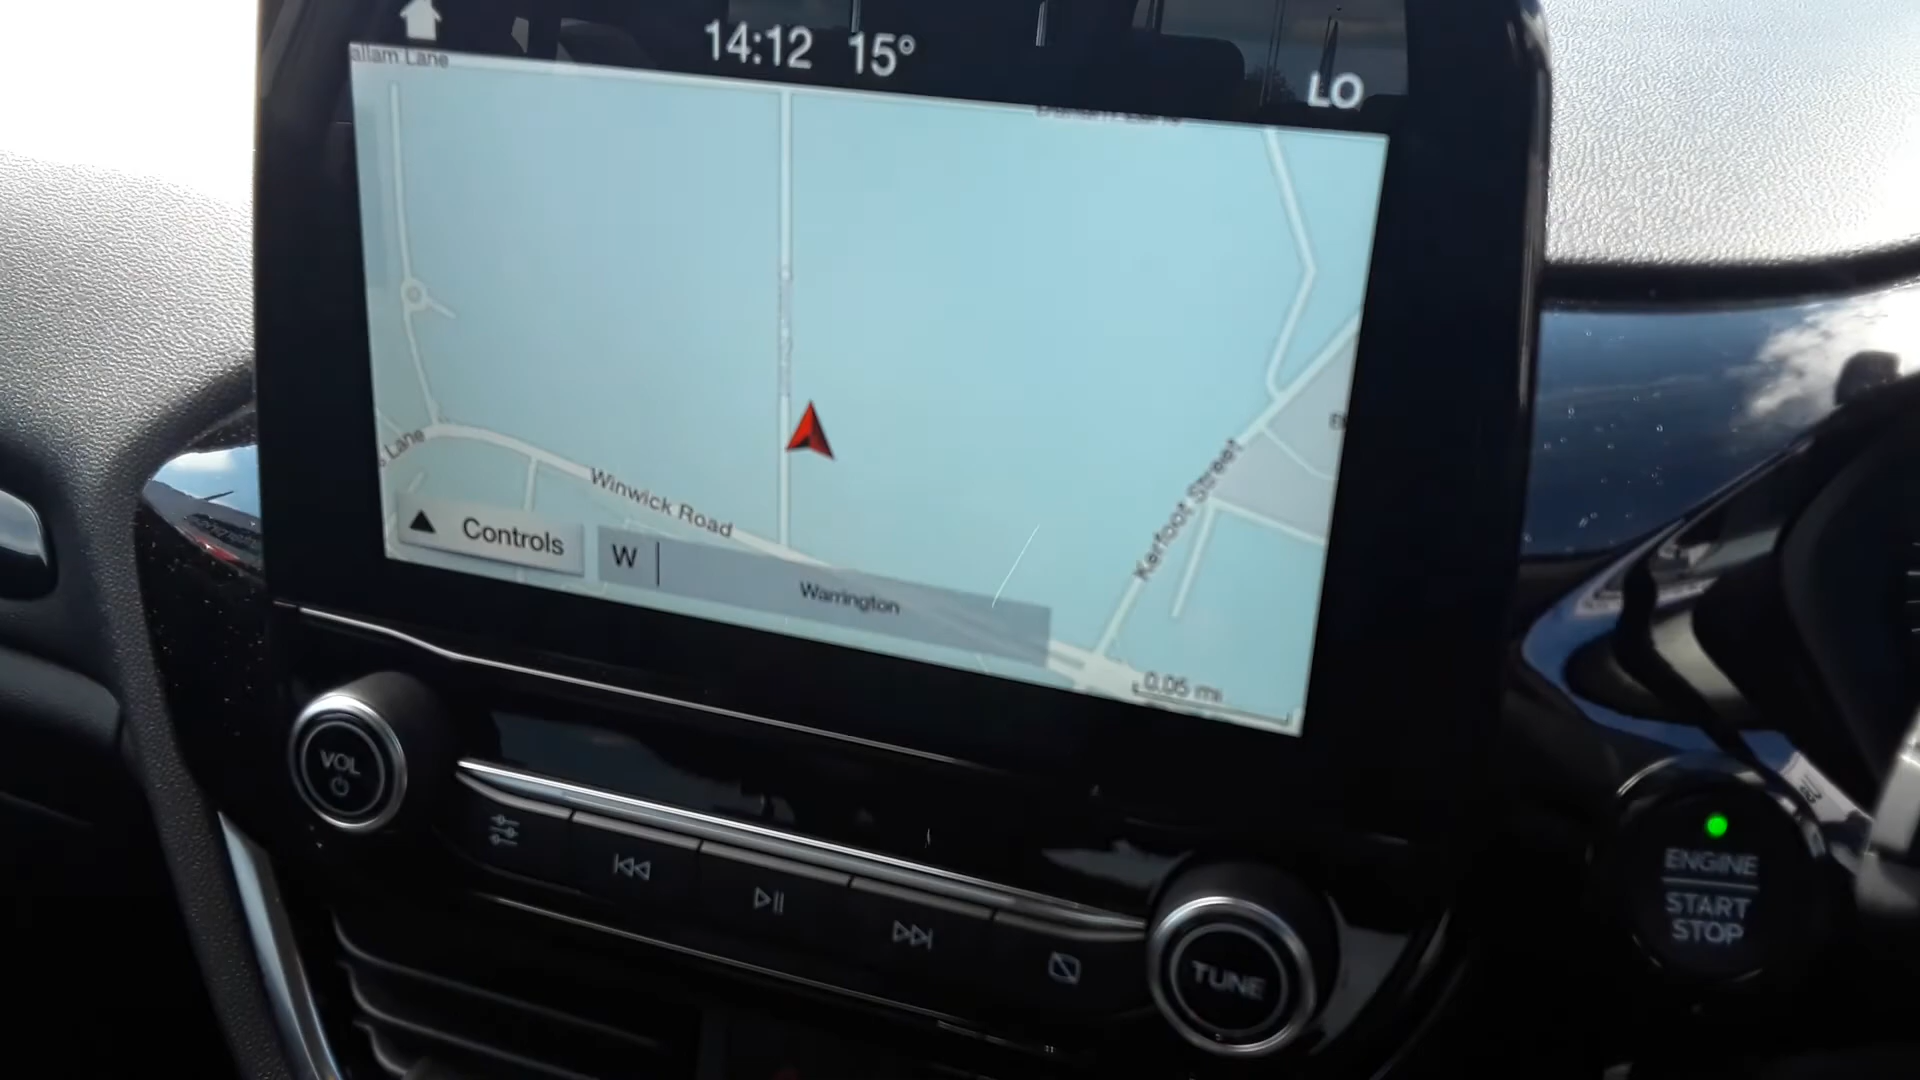 14:12 15°
LO
allam Lane
s Lane
Winwick Road
Kerfoot Street
Controls
W
Warrington
0.05 mi
VOL
TUNE
ENGINE
START
STOP